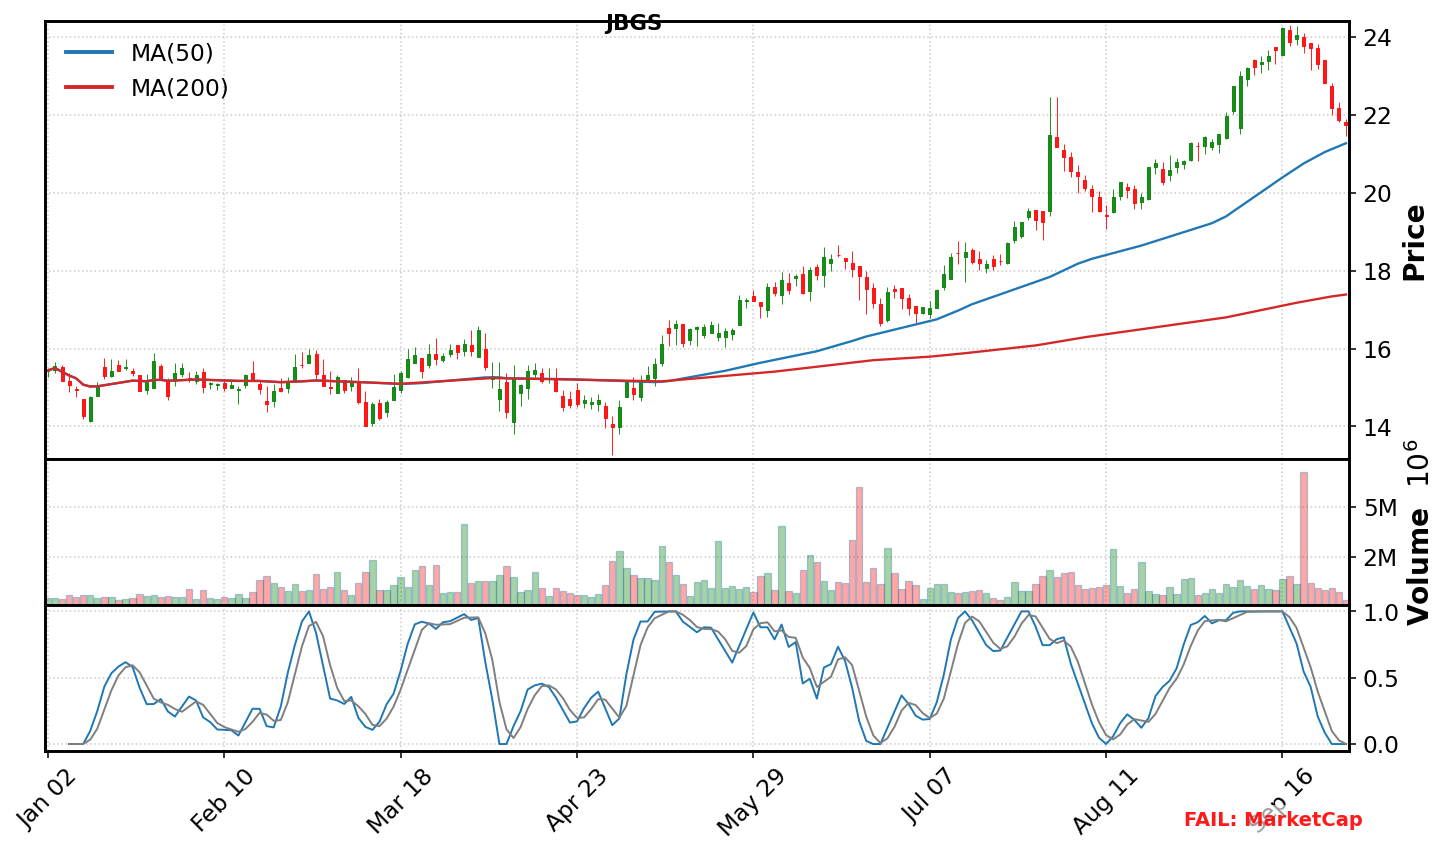 JBGS
MA(50)
MA(200)
24
22
20
18
16
14
Price
5M
2M
Volume 10⁶
1.0
0.5
0.0
Jan 02
Feb 10
Mar 18
Apr 23
May 29
Jul 07
Aug 11
Sep 16
FAIL: MarketCap